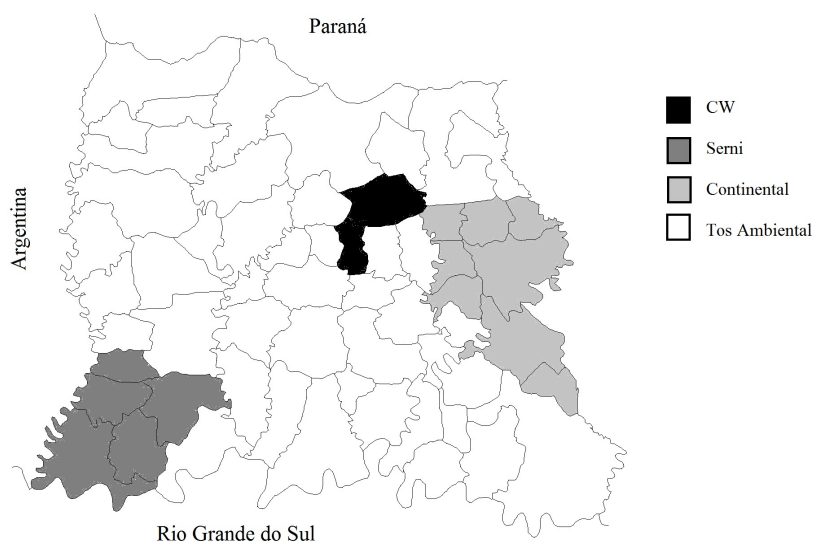 Paraná
CW
Serni
Continental
Tos Ambiental
Argentina
Rio Grande do Sul